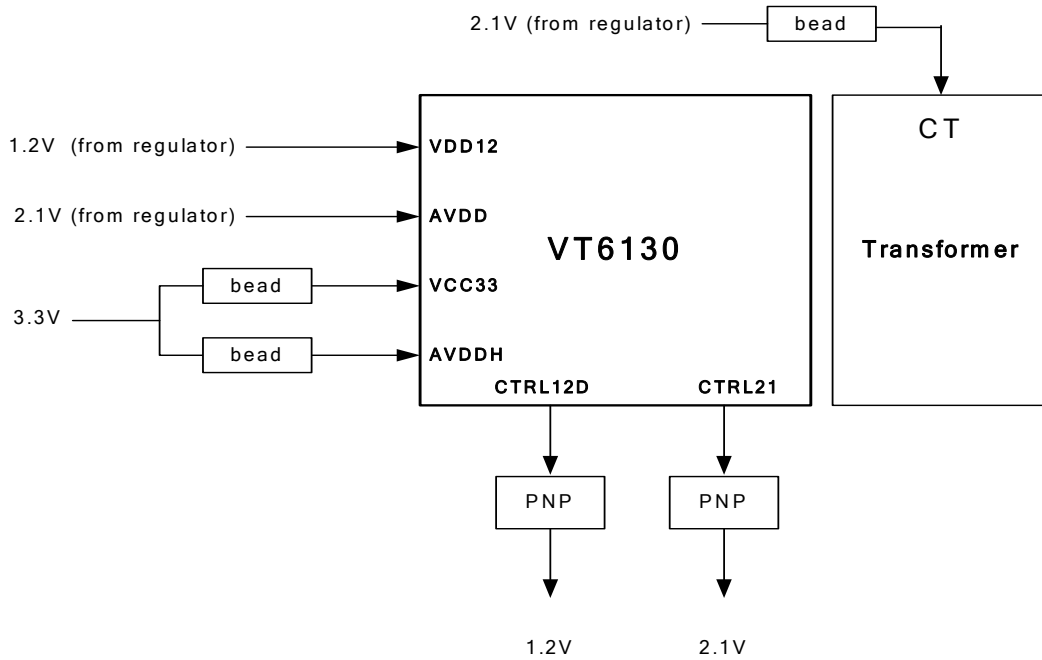 2.1V (from regulator)
bead
CT
1.2V (from regulator)
VDD12
2.1V (from regulator)
AVDD
VT6130
Transformer
bead
VCC33
3.3V
bead
AVDDH
CTRL12D
CTRL21
PNP
PNP
1.2V
2.1V